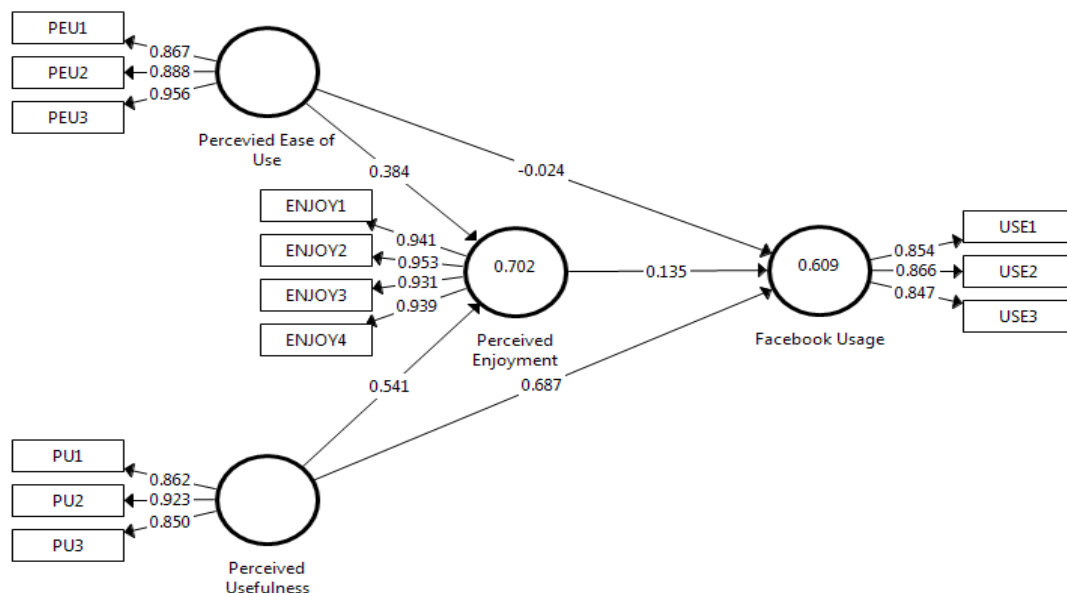 PEU1
0.867
PEU2
0.888
PEU3
0.956
Percevied Ease of
Use
0.384
-0.024
ENJOY1
0.941
ENJOY2
0.953
ENJOY3
0.931
ENJOY4
0.939
0.702
Perceived
Enjoyment
0.135
0.609
Facebook Usage
0.854
USE1
0.866
USE2
0.847
USE3
0.541
0.687
PU1
0.862
PU2
0.923
PU3
0.850
Perceived
Usefulness